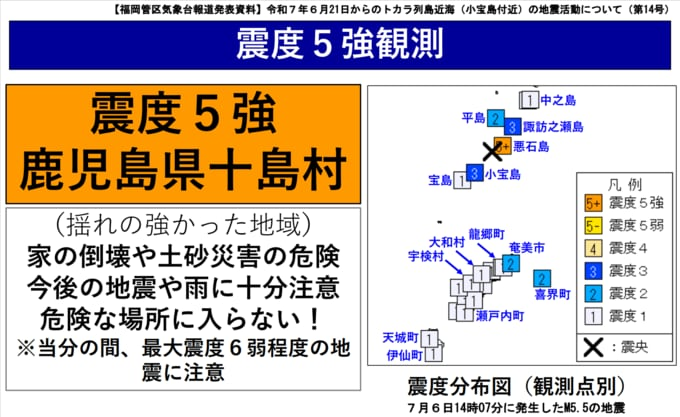 【福岡管区気象台報道発表資料】令和７年６月21日からのトカラ列島近海（小宝島付近）の地震活動について（第14号）
震度５強観測
震度５強
鹿児島県十島村
（揺れの強かった地域）
家の倒壊や土砂災害の危険
今後の地震や雨に十分注意
危険な場所に入らない！
※当分の間、最大震度６弱程度の地
震に注意
1 中之島
平島 2
3 諏訪之瀬島
5+ 悪石島
宝島 1
3 小宝島
龍郷町
大和村
奄美市
宇検村
2
2
喜界町
1
1
1
1
瀬戸内町
天城町 1
伊仙町 1
凡 例
5+ 震度５強
5- 震度５弱
4 震度４
3 震度３
2 震度２
1 震度１
：震央
震度分布図（観測点別）
７月６日14時07分に発生したM5.5の地震